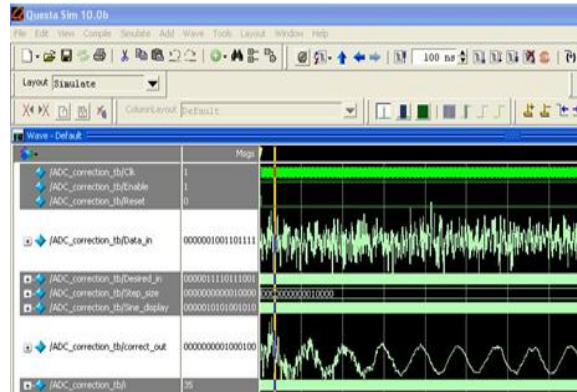 Questa Sim 10.0b
File Edit View Compile Simulate Add Wave Tools Layout Window Help
100 ns
Layout Simulate
ColumnLayout Default
Wave - Default
Msgs
/ADC_correction_tb/Clk 1
/ADC_correction_tb/Enable 1
/ADC_correction_tb/Reset 0
/ADC_correction_tb/Data_in 0000001001101111
/ADC_correction_tb/Desired_in 0000011110111001
/ADC_correction_tb/Step_size 0000000000010000
/ADC_correction_tb/Sine_display 0000010101001010
/ADC_correction_tb/correct_out 0000000001000100
/ADC_correction_tb/i 35